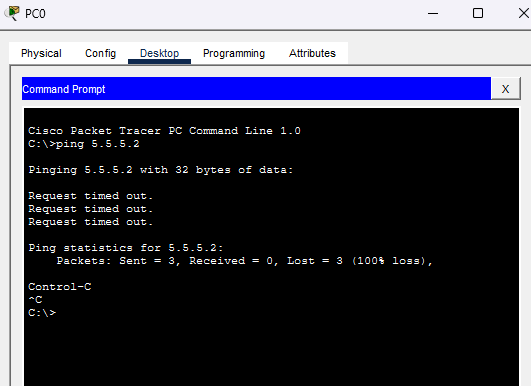 PC0
Physical Config Desktop Programming Attributes
Command Prompt X
Cisco Packet Tracer PC Command Line 1.0
C:\>ping 5.5.5.2
Pinging 5.5.5.2 with 32 bytes of data:
Request timed out.
Request timed out.
Request timed out.
Ping statistics for 5.5.5.2:
Packets: Sent = 3, Received = 0, Lost = 3 (100% loss),
Control-C
^C
C:\>